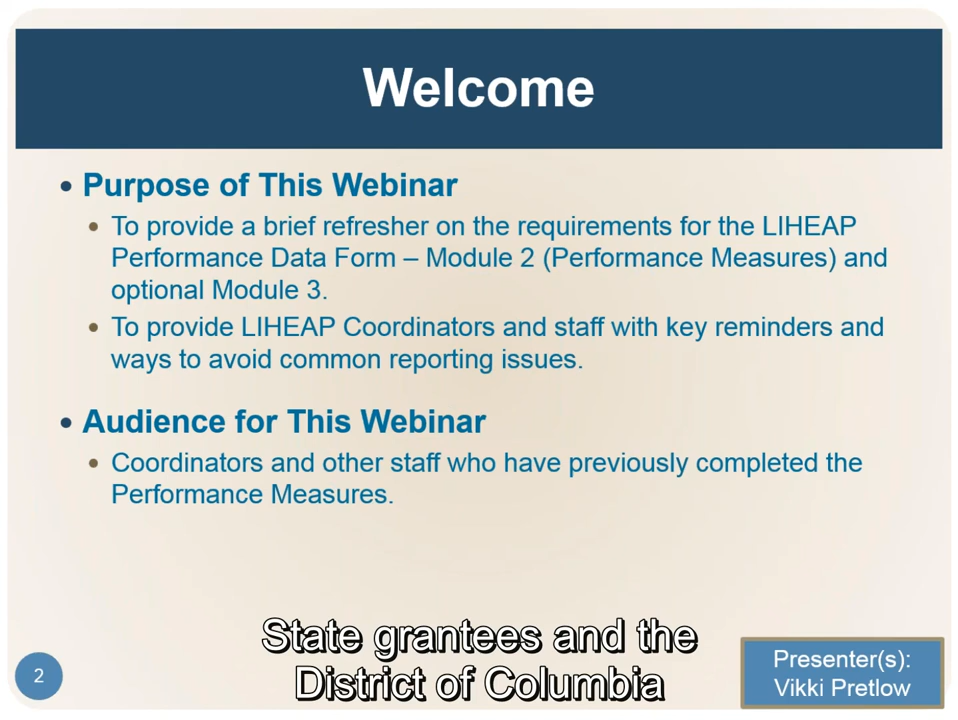 Welcome
• Purpose of This Webinar
• To provide a brief refresher on the requirements for the LIHEAP
Performance Data Form – Module 2 (Performance Measures) and
optional Module 3.
• To provide LIHEAP Coordinators and staff with key reminders and
ways to avoid common reporting issues.
• Audience for This Webinar
• Coordinators and other staff who have previously completed the
Performance Measures.
State grantees and the
District of Columbia
2
Presenter(s):
Vikki Pretlow